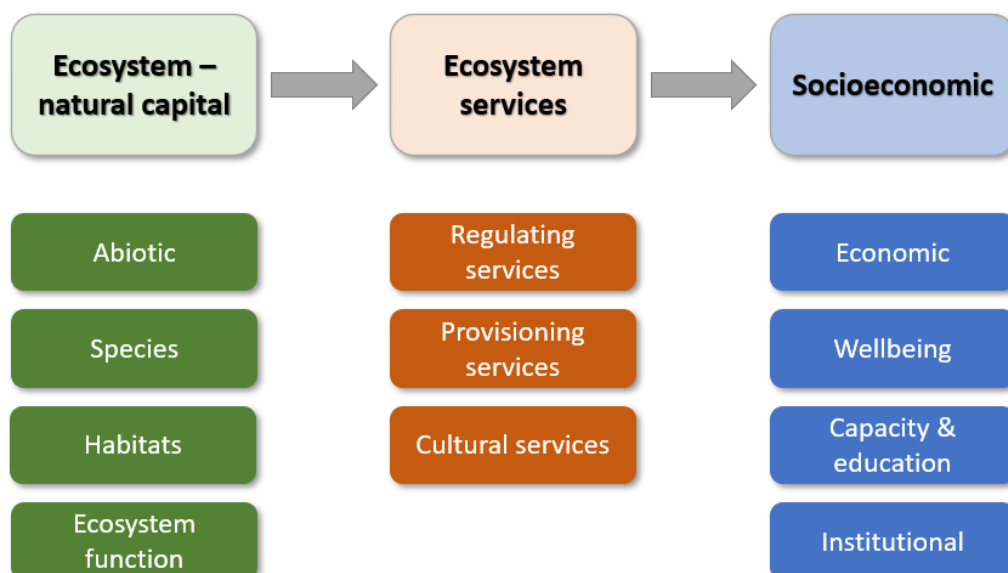 Ecosystem –
natural capital
Ecosystem
services
Socioeconomic
Abiotic
Species
Habitats
Ecosystem
function
Regulating
services
Provisioning
services
Cultural services
Economic
Wellbeing
Capacity &
education
Institutional